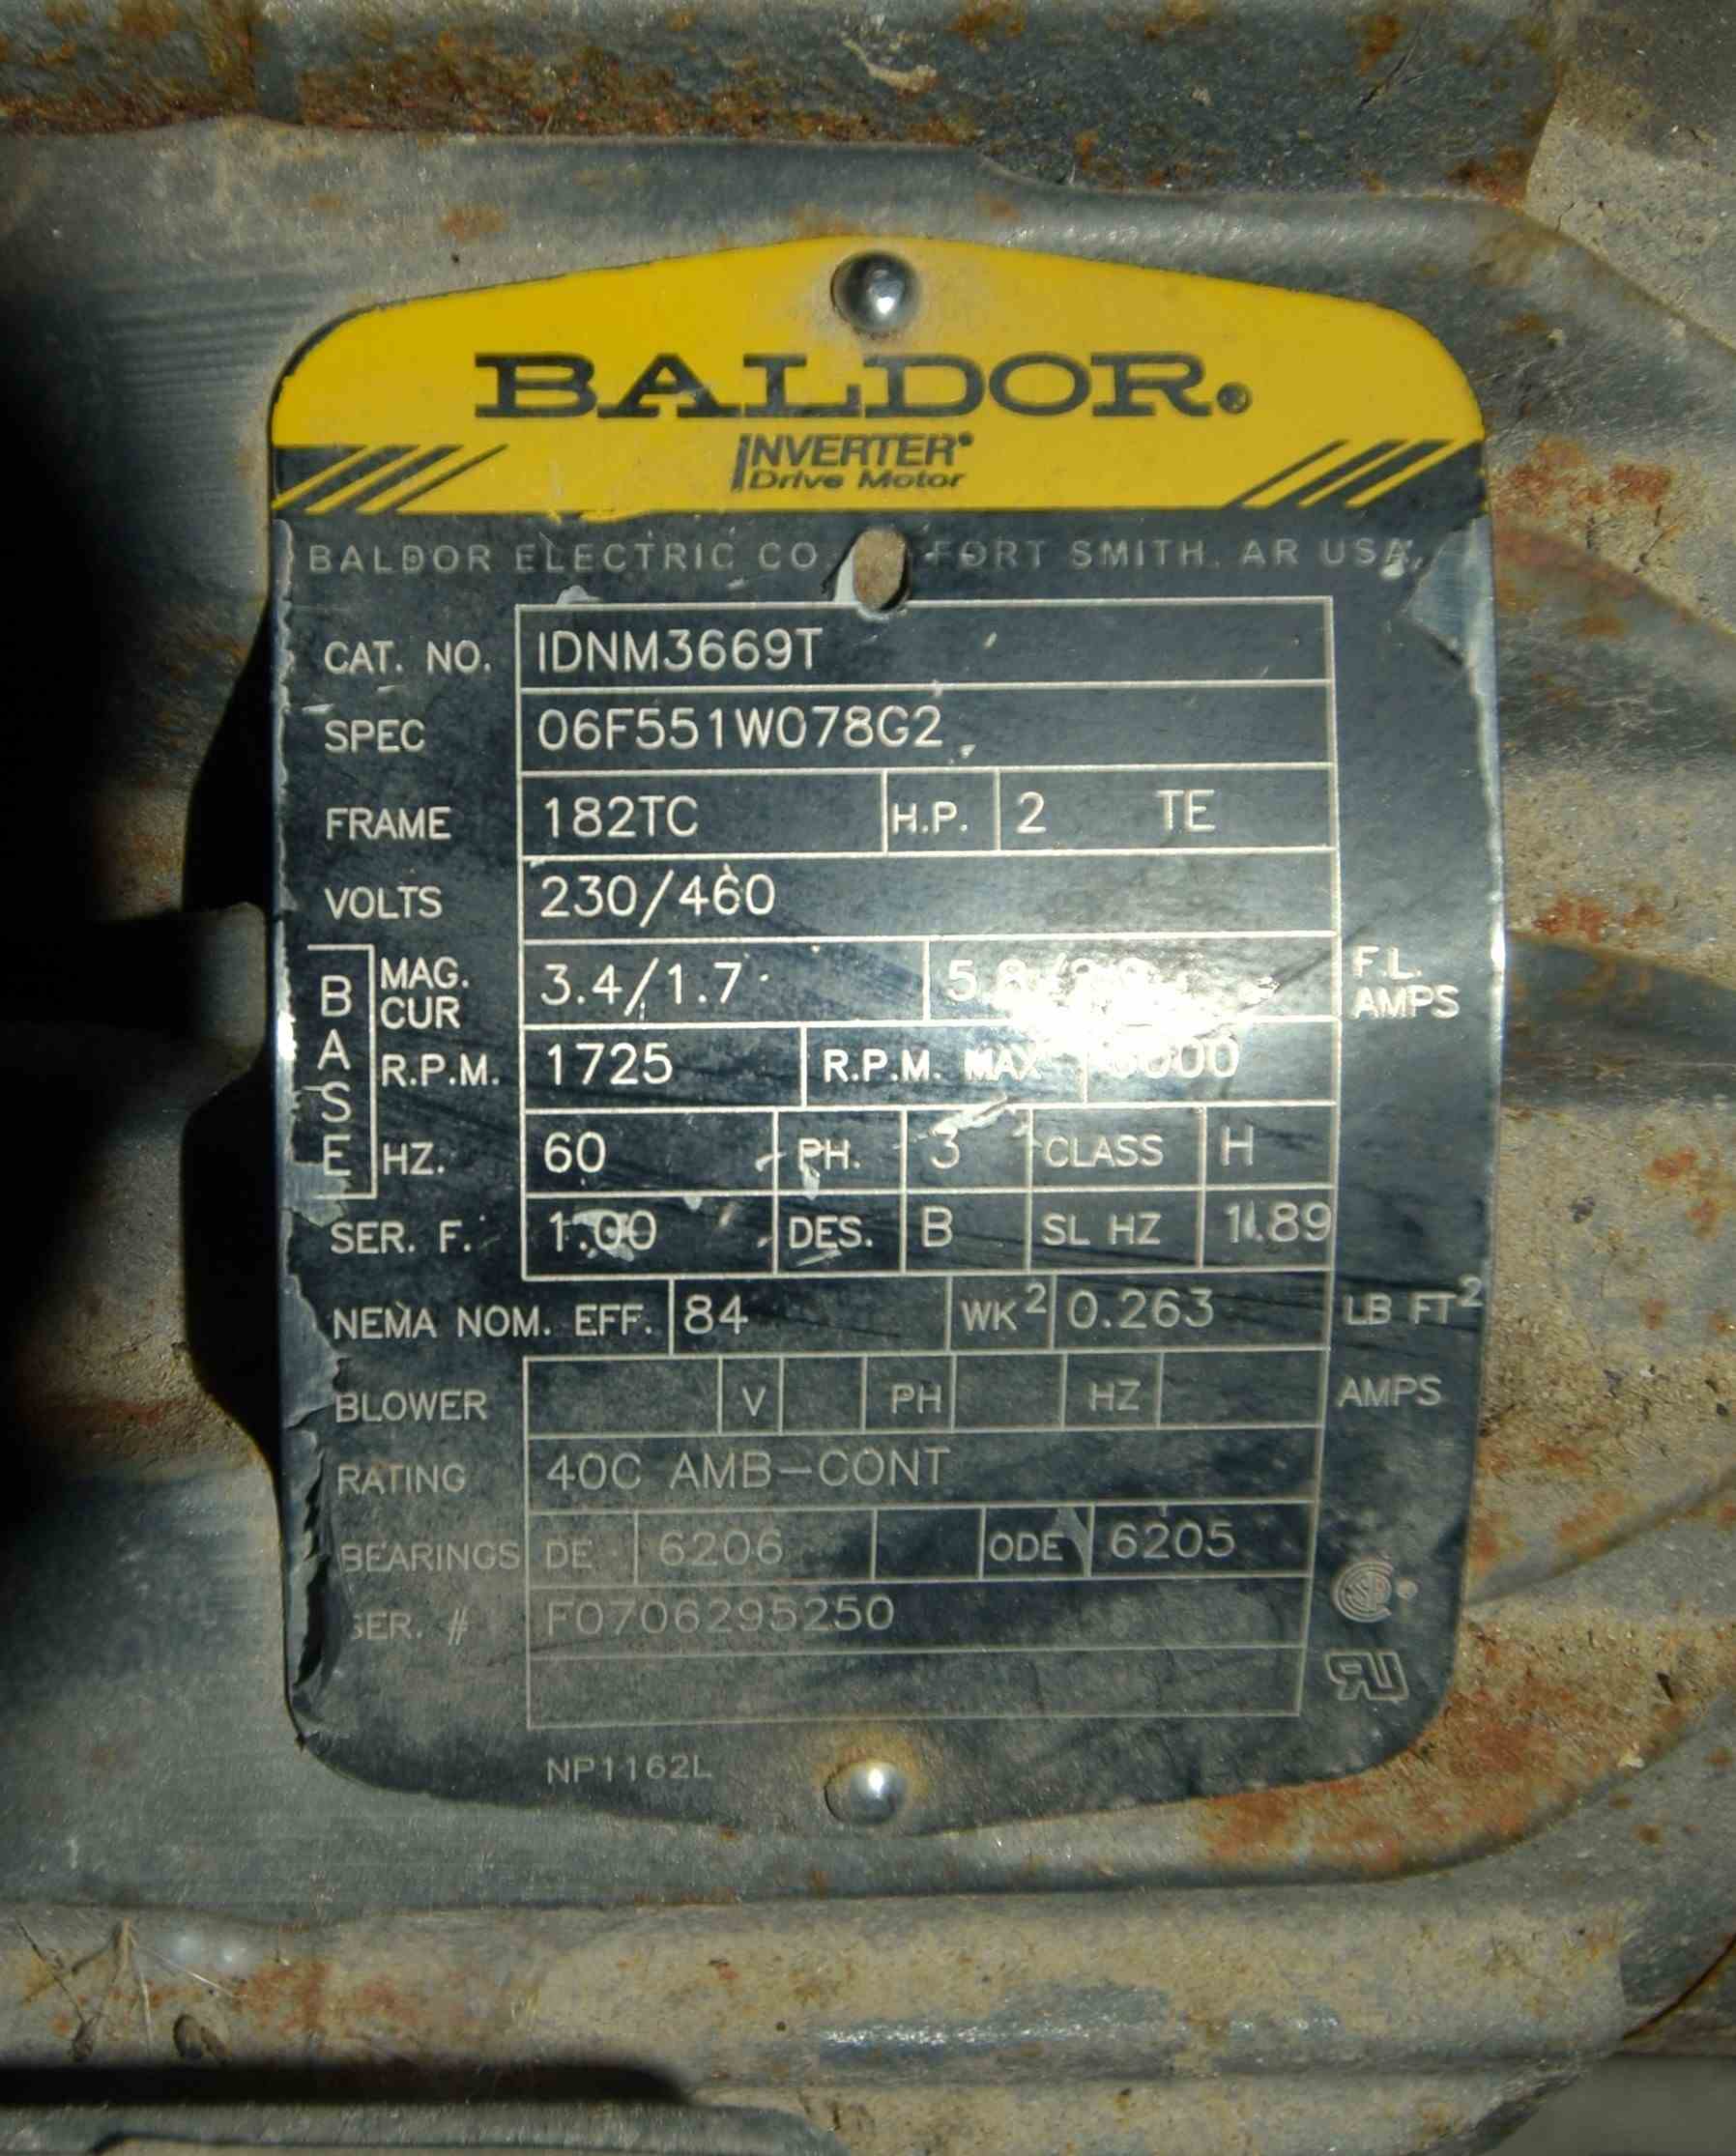 BALDOR®
INVERTER
Drive Motor
BALDOR ELECTRIC CO FORT SMITH, AR USA
CAT. NO. IDNM3669T
SPEC 06F551W078G2
FRAME 182TC H.P. 2 TE
VOLTS 230/460
BASE
MAG. CUR 3.4/1.7 F.L. AMPS
R.P.M. 1725 R.P.M. MAX
HZ. 60 PH. 3 CLASS H
SER. F. 1.00 DES. B SL HZ 1.89
NEMA NOM. EFF. 84 WK² 0.263 LB FT²
BLOWER V PH HZ AMPS
RATING 40C AMB-CONT
BEARINGS DE 6206 ODE 6205
SER. # F0706295250
NP1162L